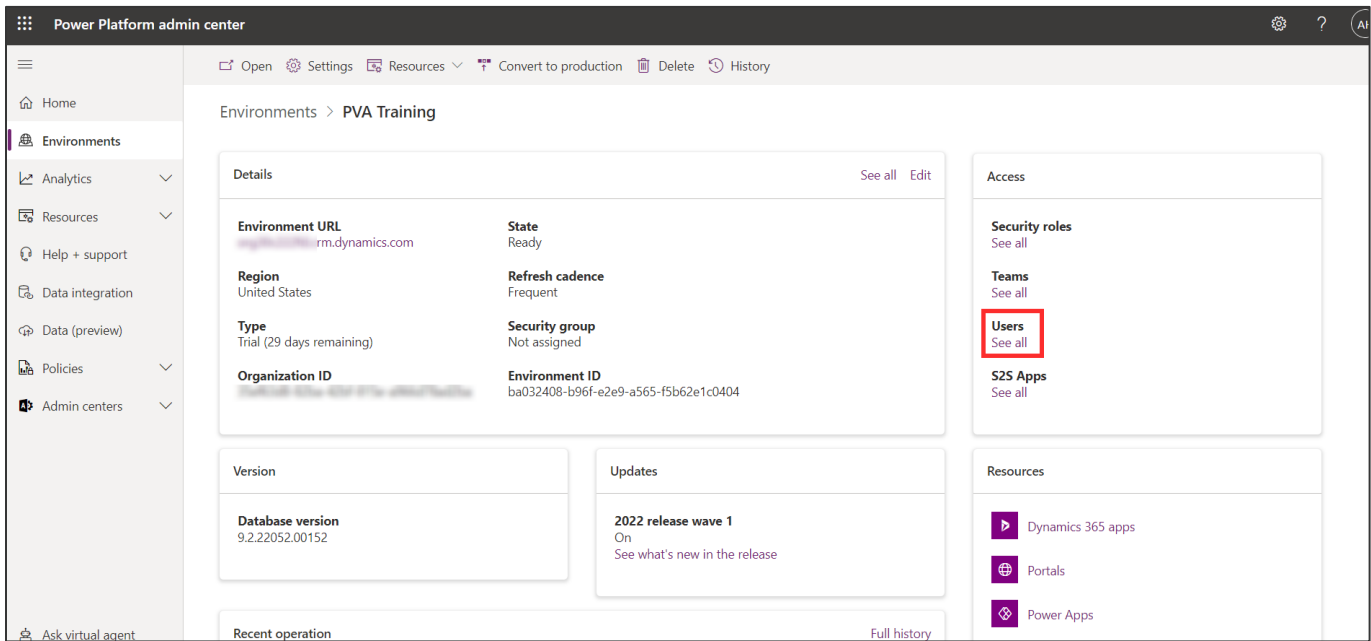 Power Platform admin center
?
Open
Settings
Resources
Convert to production
Delete
History
Home
Environments
Analytics
Resources
Help + support
Data integration
Data (preview)
Policies
Admin centers
Ask virtual agent
Environments > PVA Training
Details
See all
Edit
Environment URL
rm.dynamics.com
State
Ready
Region
United States
Refresh cadence
Frequent
Type
Trial (29 days remaining)
Security group
Not assigned
Organization ID
Environment ID
ba032408-b96f-e2e9-a565-f5b62e1c0404
Access
Security roles
See all
Teams
See all
Users
See all
S2S Apps
See all
Version
Database version
9.2.22052.00152
Updates
2022 release wave 1
On
See what's new in the release
Resources
Dynamics 365 apps
Portals
Power Apps
Recent operation
Full history